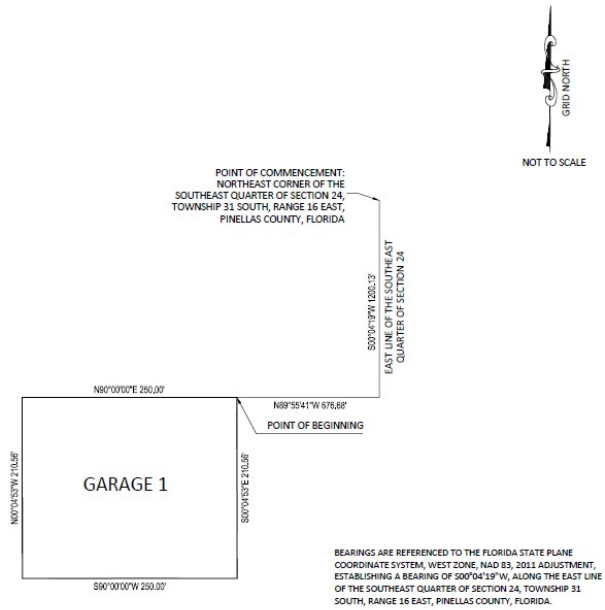 GRID NORTH
NOT TO SCALE
POINT OF COMMENCEMENT:
NORTHEAST CORNER OF THE
SOUTHEAST QUARTER OF SECTION 24,
TOWNSHIP 31 SOUTH, RANGE 16 EAST,
PINELLAS COUNTY, FLORIDA
S00°04'19"W 1200.13'
EAST LINE OF THE SOUTHEAST
QUARTER OF SECTION 24
N90°00'00"E 250.00'
N89°55'41"W 676.68'
POINT OF BEGINNING
N00°04'53"W 210.56'
GARAGE 1
S00°04'53"E 210.56'
S90°00'00"W 250.00'
BEARINGS ARE REFERENCED TO THE FLORIDA STATE PLANE
COORDINATE SYSTEM, WEST ZONE, NAD 83, 2011 ADJUSTMENT,
ESTABLISHING A BEARING OF S00°04'19"W, ALONG THE EAST LINE
OF THE SOUTHEAST QUARTER OF SECTION 24, TOWNSHIP 31
SOUTH, RANGE 16 EAST, PINELLAS COUNTY, FLORIDA.